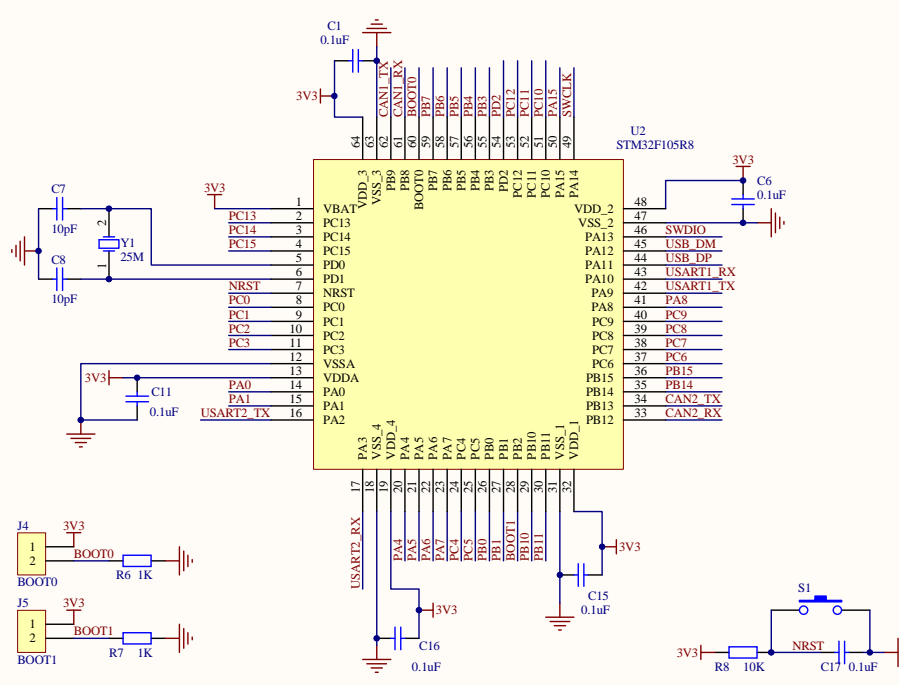 C1
0.1uF
3V3
CAN1_TX
CAN1_RX
BOOT0
PB7
PB6
PB5
PB4
PB3
PD2
PC12
PC11
PC10
PA15
SWCLK
64
63
62
61
60
59
58
57
56
55
54
53
52
51
50
49
U2
STM32F105R8
VDD_3
VSS_3
PB9
PB8
BOOT0
PB7
PB6
PB5
PB4
PB3
PD2
PC12
PC11
PC10
PA15
PA14
3V3
C6
0.1uF
C7
10pF
2
Y1
25M
1
C8
10pF
3V3
1 VBAT
PC13 2 PC13
PC14 3 PC14
PC15 4 PC15
5 PD0
6 PD1
NRST 7 NRST
PC0 8 PC0
PC1 9 PC1
PC2 10 PC2
PC3 11 PC3
12 VSSA
3V3 13 VDDA
PA0 14 PA0
PA1 15 PA1
USART2_TX 16 PA2
C11
0.1uF
VDD_2 48
VSS_2 47
PA13 46 SWDIO
PA12 45 USB_DM
PA11 44 USB_DP
PA10 43 USART1_RX
PA9 42 USART1_TX
PA8 41 PA8
PC9 40 PC9
PC8 39 PC8
PC7 38 PC7
PC6 37 PC6
PB15 36 PB15
PB14 35 PB14
PB13 34 CAN2_TX
PB12 33 CAN2_RX
PA3
VSS_4
VDD_4
PA4
PA5
PA6
PA7
PC4
PC5
PB0
PB1
PB2
PB10
PB11
VSS_1
VDD_1
17
18
19
20
21
22
23
24
25
26
27
28
29
30
31
32
USART2_RX
PA4
PA5
PA6
PA7
PC4
PC5
PB0
PB1
BOOT1
PB10
PB11
3V3
C15
0.1uF
3V3
C16
0.1uF
J4
3V3
1
2
BOOT0
R6 1K
BOOT0
J5
3V3
1
2
BOOT1
R7 1K
BOOT1
S1
3V3
NRST
R8 10K
C17 0.1uF